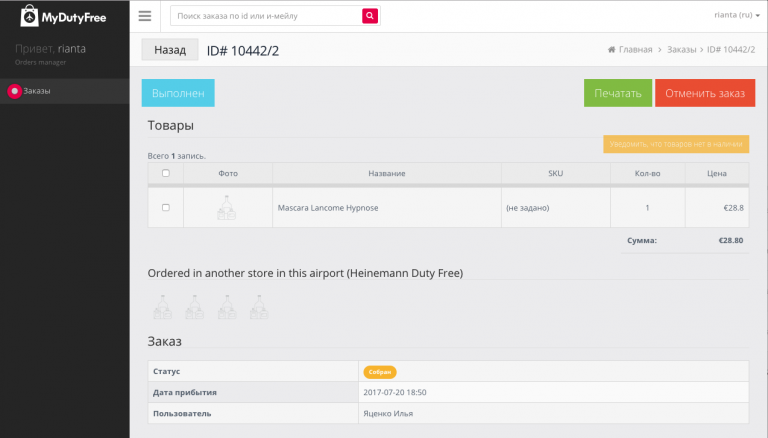 MyDutyFree
Поиск заказа по id или и-мейлу
rianta (ru)
Привет, rianta
Orders manager
Заказы
Назад
ID# 10442/2
Главная > Заказы > ID# 10442/2
Выполнен
Печатать
Отменить заказ
Товары
Уведомить, что товаров нет в наличии
Всего 1 запись.
Фото Название SKU Кол-во Цена
Mascara Lancome Hypnose (не задано) 1 €28.8
Сумма: €28.80
Ordered in another store in this airport (Heinemann Duty Free)
Заказ
Статус Собран
Дата прибытия 2017-07-20 18:50
Пользователь Яценко Илья